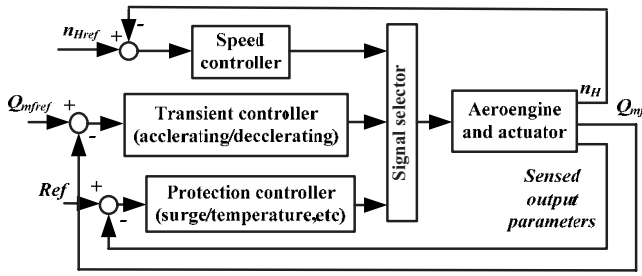 n_Href
+
-
Speed
controller
Q_mfref
+
-
Transient controller
(acclerating/decclerating)
Ref
+
-
Protection controller
(surge/temperature,etc)
Signal selector
Aeroengine
and actuator
n_H
Q_mf
Sensed
output
parameters